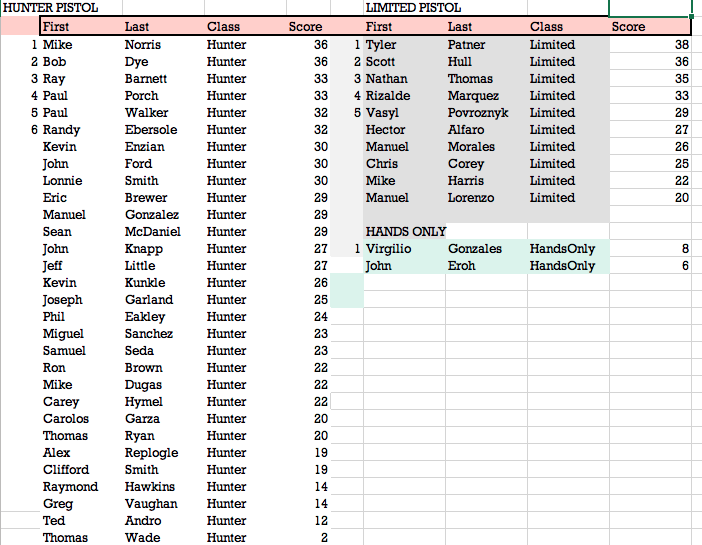 HUNTER PISTOL LIMITED PISTOL
First Last Class Score First Last Class Score
1 Mike Norris Hunter 36 1 Tyler Patner Limited 38
2 Bob Dye Hunter 36 2 Scott Hull Limited 36
3 Ray Barnett Hunter 33 3 Nathan Thomas Limited 35
4 Paul Porch Hunter 33 4 Rizalde Marquez Limited 33
5 Paul Walker Hunter 32 5 Vasyl Povroznyk Limited 29
6 Randy Ebersole Hunter 32 Hector Alfaro Limited 27
Kevin Enzian Hunter 30 Manuel Morales Limited 26
John Ford Hunter 30 Chris Corey Limited 25
Lonnie Smith Hunter 30 Mike Harris Limited 22
Eric Brewer Hunter 29 Manuel Lorenzo Limited 20
Manuel Gonzalez Hunter 29
Sean McDaniel Hunter 29 HANDS ONLY
John Knapp Hunter 27 1 Virgilio Gonzales HandsOnly 8
Jeff Little Hunter 27 John Eroh HandsOnly 6
Kevin Kunkle Hunter 26
Joseph Garland Hunter 25
Phil Eakley Hunter 24
Miguel Sanchez Hunter 23
Samuel Seda Hunter 23
Ron Brown Hunter 22
Mike Dugas Hunter 22
Carey Hymel Hunter 22
Carolos Garza Hunter 20
Thomas Ryan Hunter 20
Alex Replogle Hunter 19
Clifford Smith Hunter 19
Raymond Hawkins Hunter 14
Greg Vaughan Hunter 14
Ted Andro Hunter 12
Thomas Wade Hunter 2